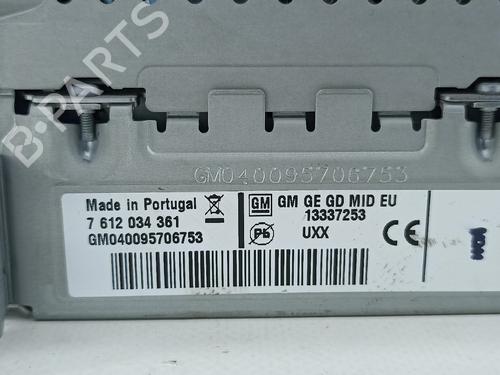 B-PARTS
GM040095706753
Made in Portugal
7 612 034 361
GM040095706753
GM GM GE GD MID EU
13337253
Pb UXX
CE